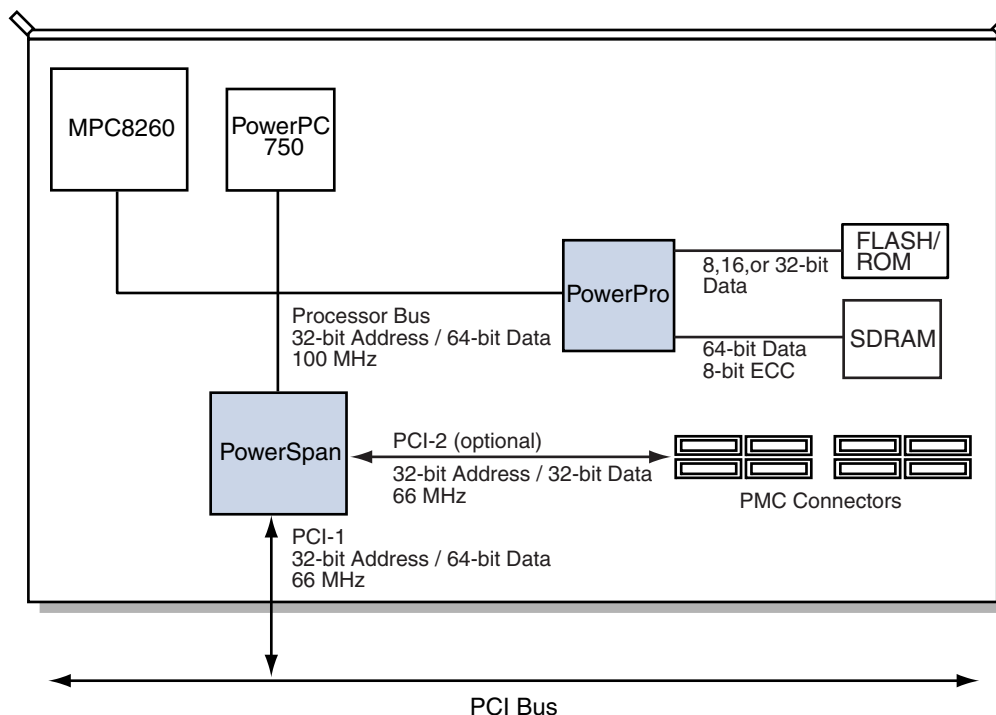 MPC8260
PowerPC
750
FLASH/
ROM
8,16,or 32-bit
Data
PowerPro
Processor Bus
32-bit Address / 64-bit Data
100 MHz
SDRAM
64-bit Data
8-bit ECC
PowerSpan
PCI-2 (optional)
32-bit Address / 32-bit Data
66 MHz
PMC Connectors
PCI-1
32-bit Address / 64-bit Data
66 MHz
PCI Bus